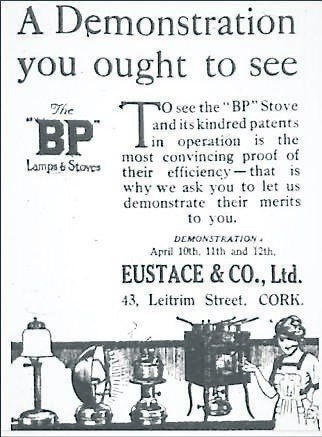 A Demonstration
you ought to see
The
"BP"
Lamps & Stoves
TO see the "BP" Stove
and its kindred patents
in operation is the
most convincing proof of
their efficiency—that is
why we ask you to let us
demonstrate their merits
to you.
DEMONSTRATION
April 10th, 11th and 12th,
EUSTACE & CO., Ltd.
43, Leitrim Street, CORK.